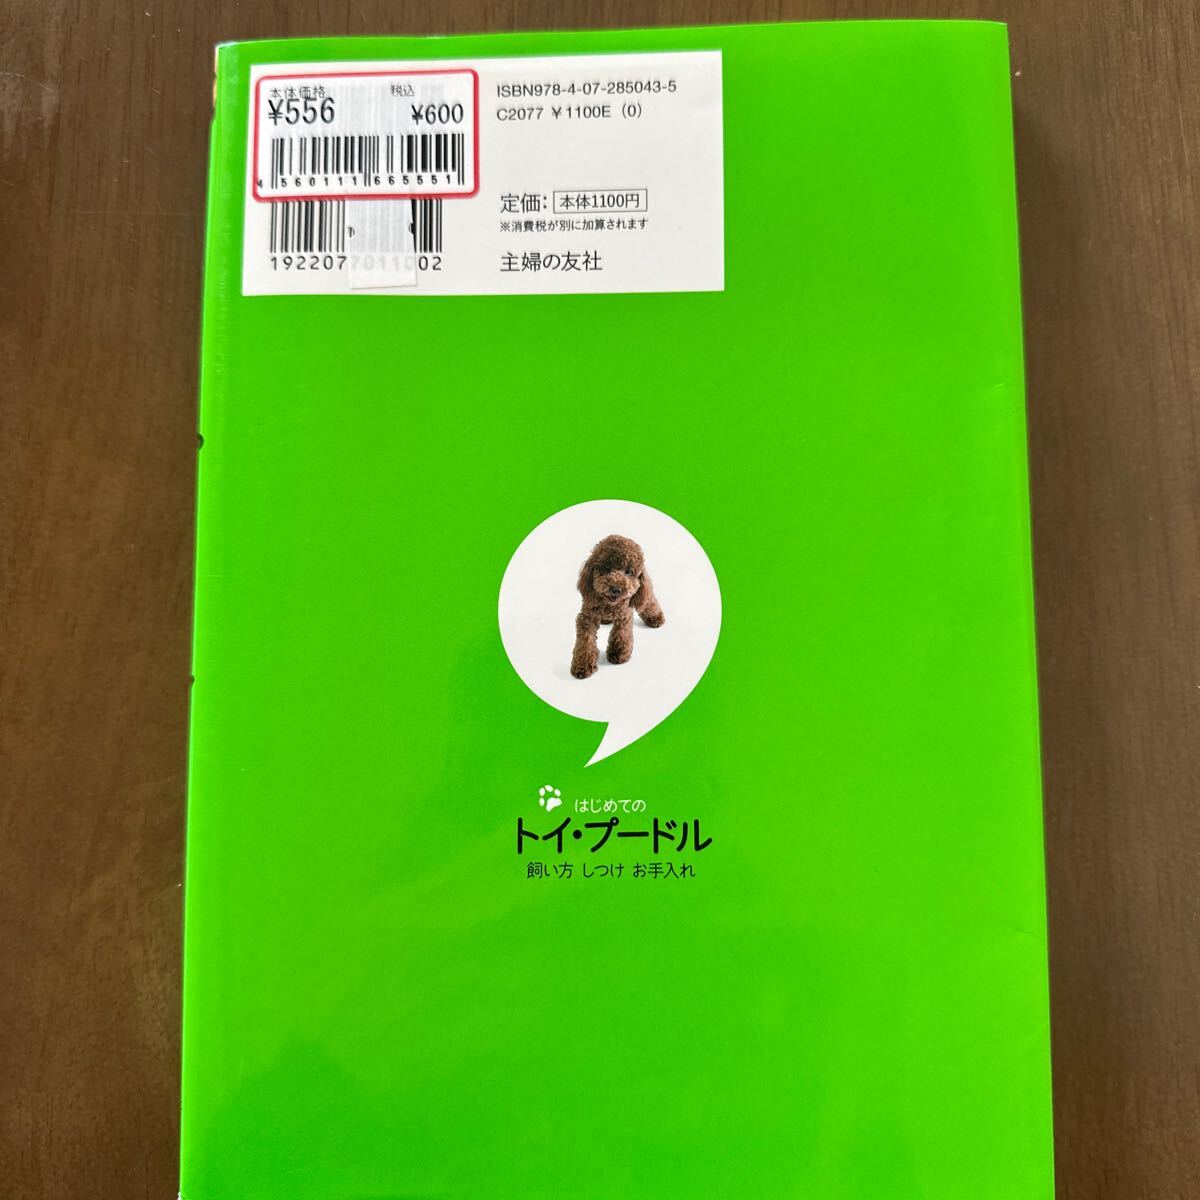 本体価格 税込
¥556 ¥600
4 560111 665551
ISBN978-4-07-285043-5
C2077 ¥1100E (0)
定価: 本体1100円
※消費税が別に加算されます
1922077011002
主婦の友社
はじめての
トイ・プードル
飼い方 しつけ お手入れ